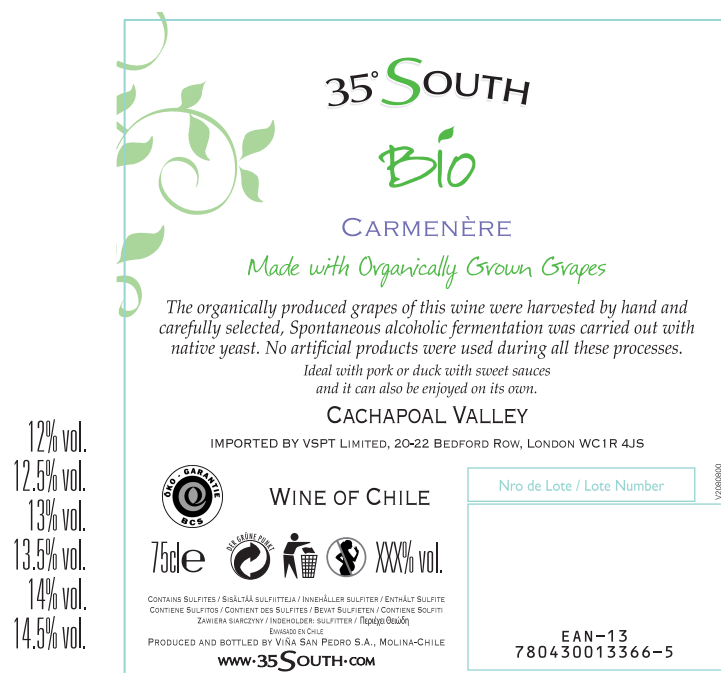 35° SOUTH
Bio
CARMENÈRE
Made with Organically Grown Grapes
The organically produced grapes of this wine were harvested by hand and
carefully selected, Spontaneous alcoholic fermentation was carried out with
native yeast. No artificial products were used during all these processes.
Ideal with pork or duck with sweet sauces
and it can also be enjoyed on its own.
CACHAPOAL VALLEY
IMPORTED BY VSPT LIMITED, 20-22 BEDFORD ROW, LONDON WC1R 4JS
12% vol.
12.5% vol.
13% vol.
13.5% vol.
14% vol.
14.5% vol.
ÖKO - GARANTIE
BCS
WINE OF CHILE
Nro de Lote / Lote Number
V2080800
75cle
DER GRÜNE PUNKT
XXX% vol.
CONTAINS SULFITES / SISÄLTÄÄ SULFIITTEJA / INNEHÅLLER SULFITER / ENTHÄLT SULFITE
CONTIENE SULFITOS / CONTIENT DES SULFITES / BEVAT SULFIETEN / CONTIENE SOLFITI
ZAWIERA SIARCZYNY / INDEHOLDER: SULFITTER / Περιέχει Θειώδη
ENVASADO EN CHILE
PRODUCED AND BOTTLED BY VIÑA SAN PEDRO S.A., MOLINA-CHILE
WWW·35SOUTH·COM
EAN-13
780430013366-5